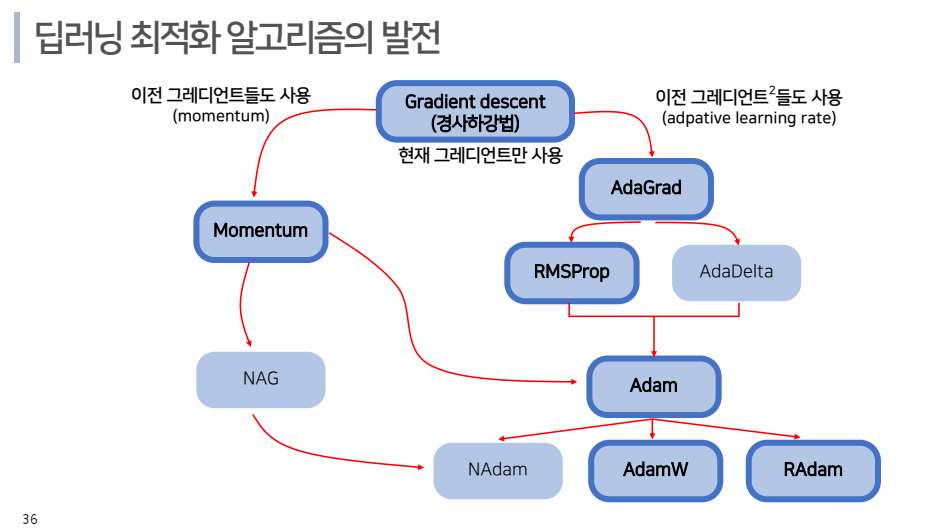 딥러닝 최적화 알고리즘의 발전
이전 그레디언트들도 사용
(momentum)
Gradient descent
(경사하강법)
현재 그레디언트만 사용
이전 그레디언트²들도 사용
(adpative learning rate)
AdaGrad
Momentum
RMSProp
AdaDelta
NAG
Adam
NAdam
AdamW
RAdam
36